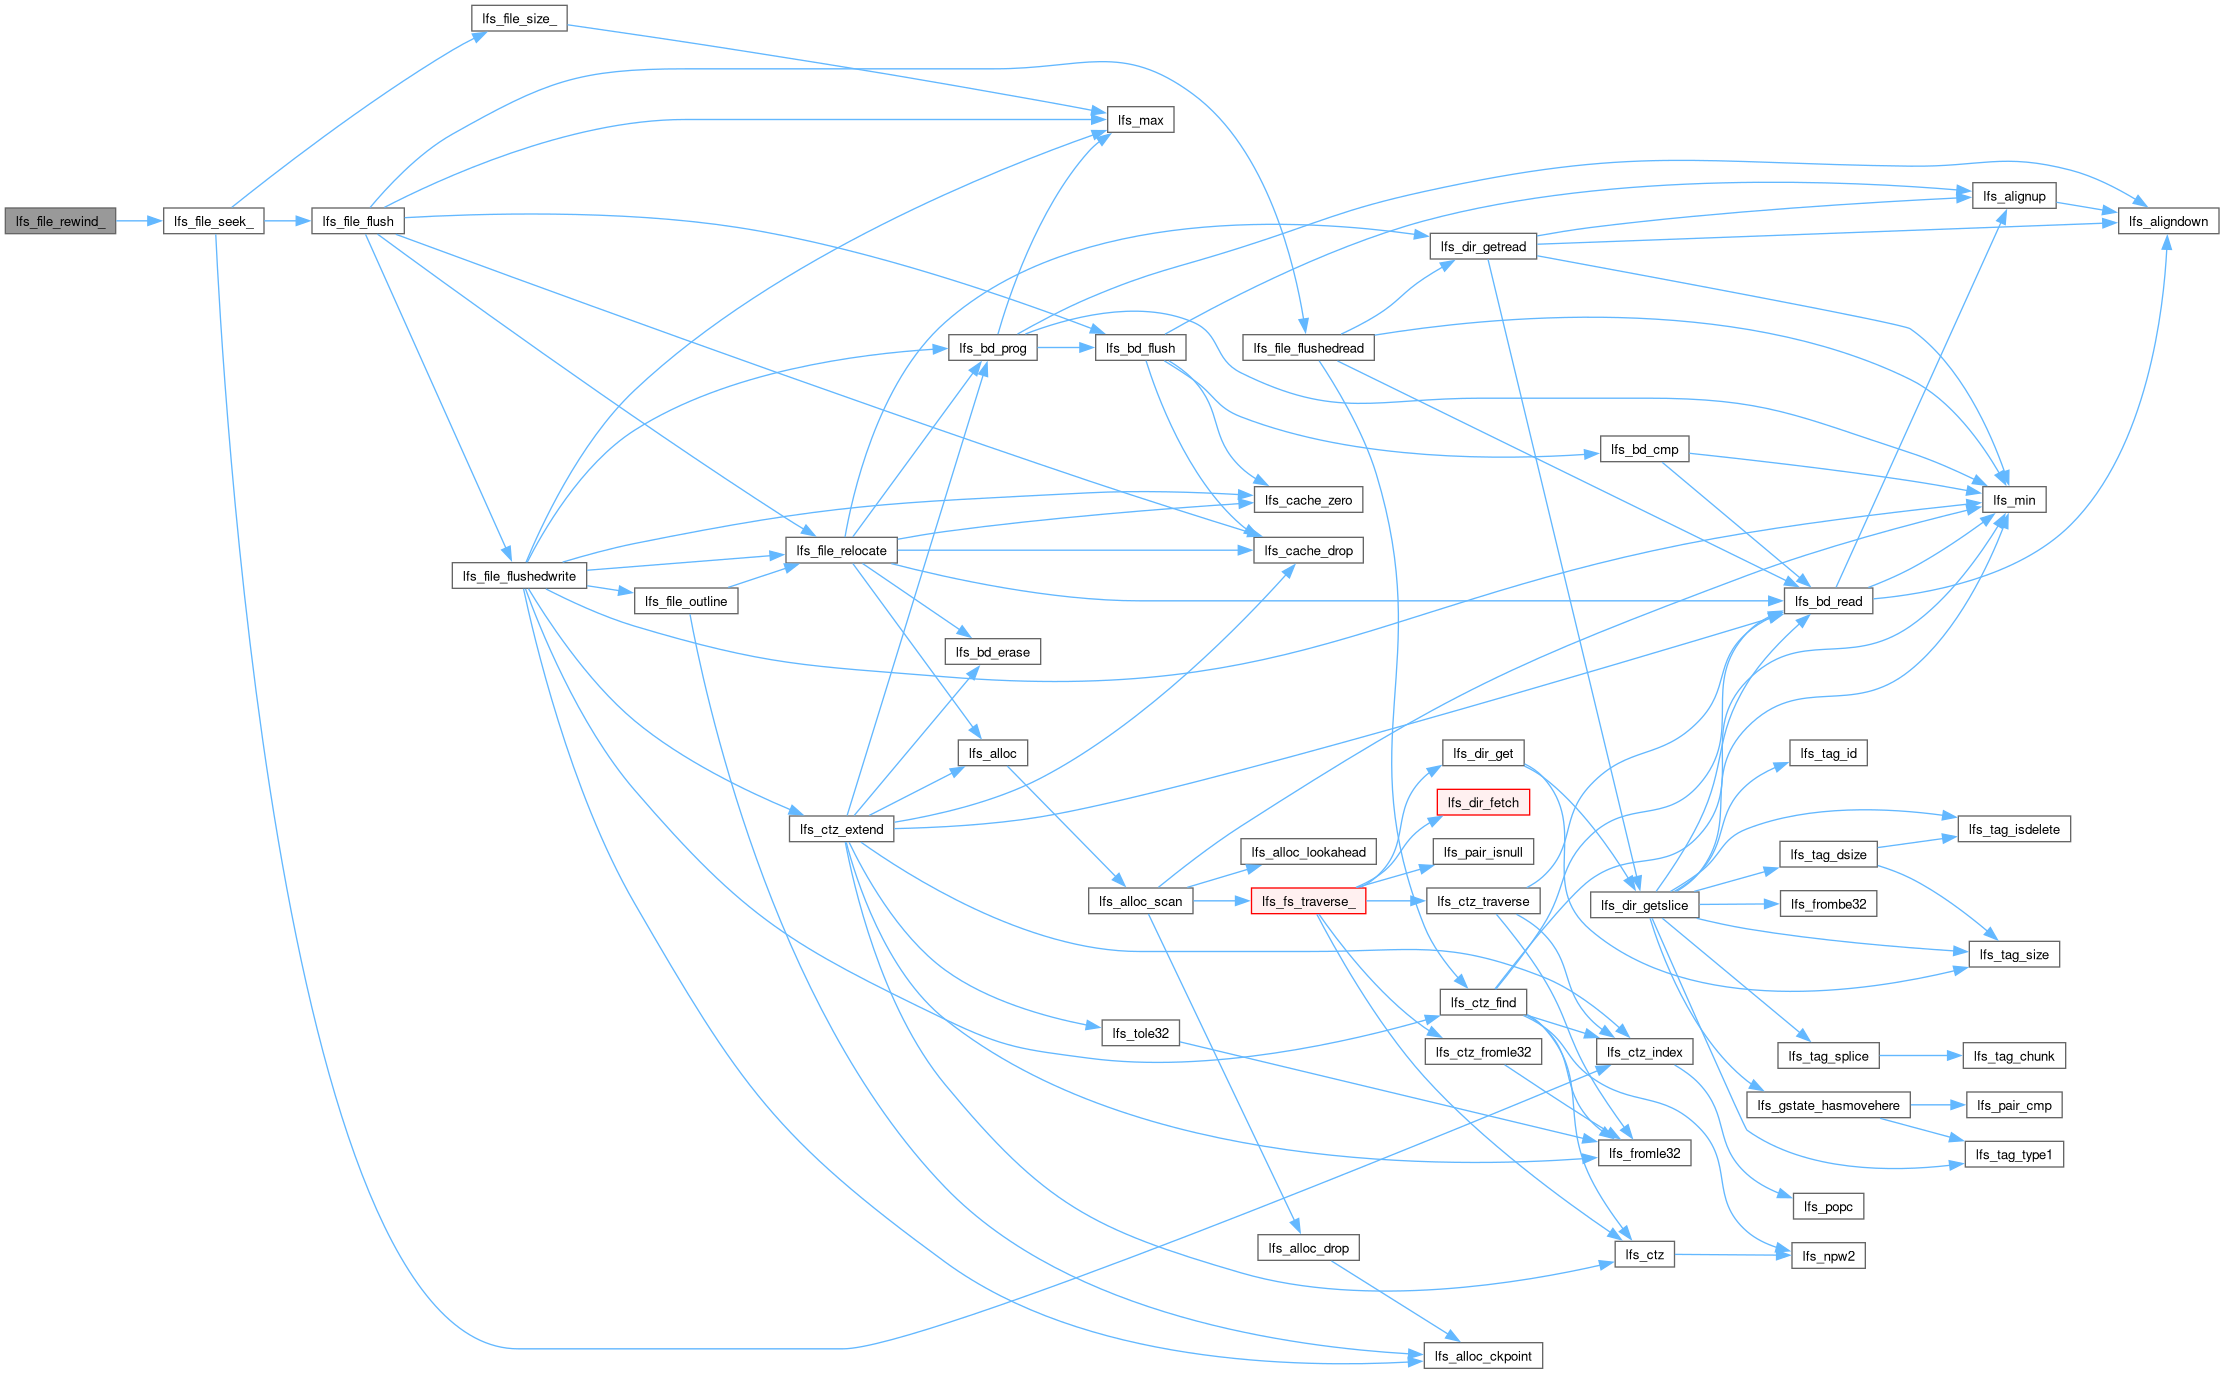 lfs_file_size_
lfs_max
lfs_alignup
lfs_file_rewind_
lfs_file_seek_
lfs_file_flush
lfs_aligndown
lfs_dir_getread
lfs_bd_prog
lfs_bd_flush
lfs_file_flushedread
lfs_bd_cmp
lfs_cache_zero
lfs_min
lfs_file_relocate
lfs_cache_drop
lfs_file_flushedwrite
lfs_file_outline
lfs_bd_read
lfs_bd_erase
lfs_alloc
lfs_dir_get
lfs_tag_id
lfs_dir_fetch
lfs_ctz_extend
lfs_tag_isdelete
lfs_alloc_lookahead
lfs_pair_isnull
lfs_tag_dsize
lfs_alloc_scan
lfs_fs_traverse_
lfs_ctz_traverse
lfs_dir_getslice
lfs_frombe32
lfs_tag_size
lfs_ctz_find
lfs_tole32
lfs_ctz_fromle32
lfs_ctz_index
lfs_tag_splice
lfs_tag_chunk
lfs_gstate_hasmovehere
lfs_pair_cmp
lfs_fromle32
lfs_tag_type1
lfs_popc
lfs_alloc_drop
lfs_ctz
lfs_npw2
lfs_alloc_ckpoint